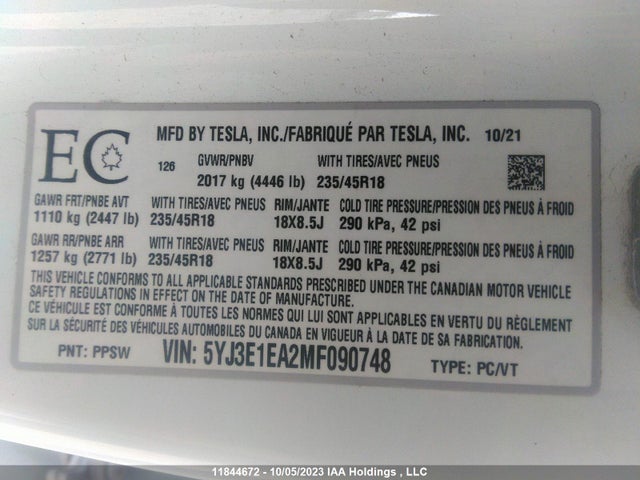 EC
MFD BY TESLA, INC./FABRIQUÉ PAR TESLA, INC. 10/21
126 GVWR/PNBV WITH TIRES/AVEC PNEUS
2017 kg (4446 lb) 235/45R18
GAWR FRT/PNBE AVT WITH TIRES/AVEC PNEUS RIM/JANTE COLD TIRE PRESSURE/PRESSION DES PNEUS À FROID
1110 kg (2447 lb) 235/45R18 18X8.5J 290 kPa, 42 psi
GAWR RR/PNBE ARR WITH TIRES/AVEC PNEUS RIM/JANTE COLD TIRE PRESSURE/PRESSION DES PNEUS À FROID
1257 kg (2771 lb) 235/45R18 18X8.5J 290 kPa, 42 psi
THIS VEHICLE CONFORMS TO ALL APPLICABLE STANDARDS PRESCRIBED UNDER THE CANADIAN MOTOR VEHICLE
SAFETY REGULATIONS IN EFFECT ON THE DATE OF MANUFACTURE.
CE VÉHICULE EST CONFORME À TOUTES LES NORMES QUI LUI SONT APPLICABLES EN VERTU DU RÈGLEMENT
SUR LA SÉCURITÉ DES VÉHICULES AUTOMOBILES DU CANADA EN VIGUEUR À LA DATE DE SA FABRICATION.
PNT: PPSW VIN: 5YJ3E1EA2MF090748 TYPE: PC/VT
11844672 - 10/05/2023 IAA Holdings , LLC